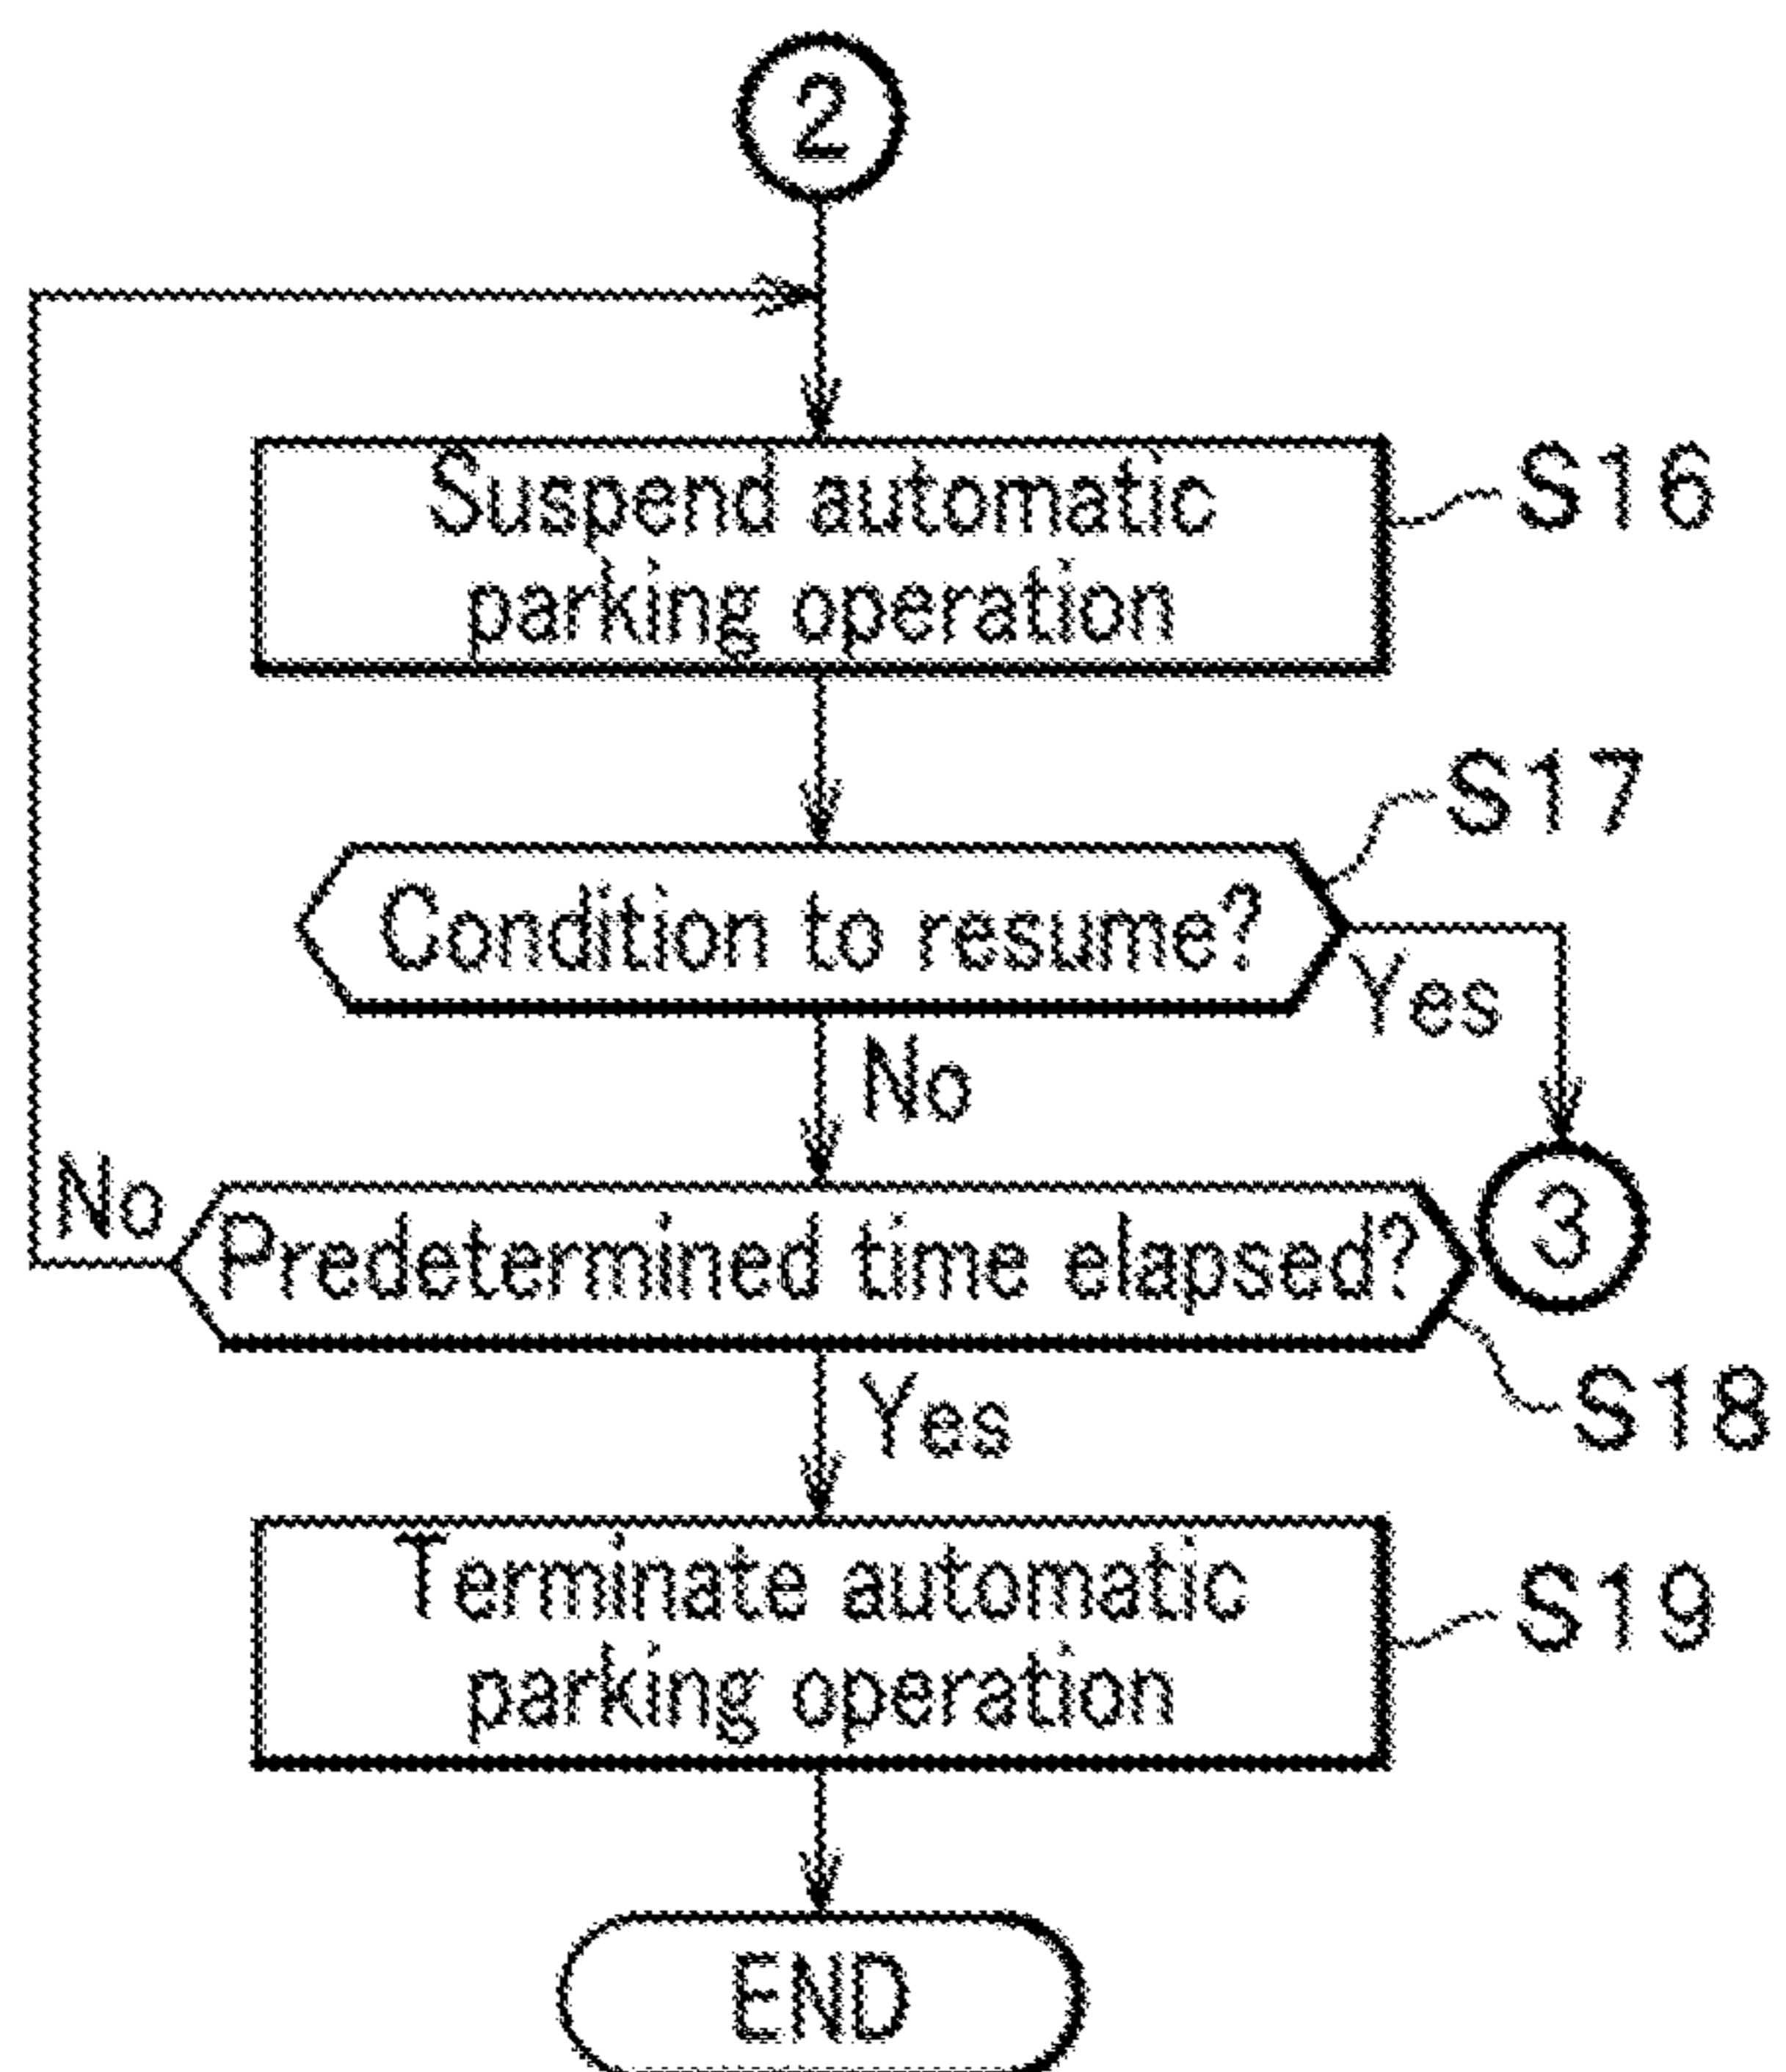 2
Suspend automatic
parking operation
S16
S17
Condition to resume?
Yes
No
No
Predetermined time elapsed?
3
S18
Yes
Terminate automatic
parking operation
S19
END